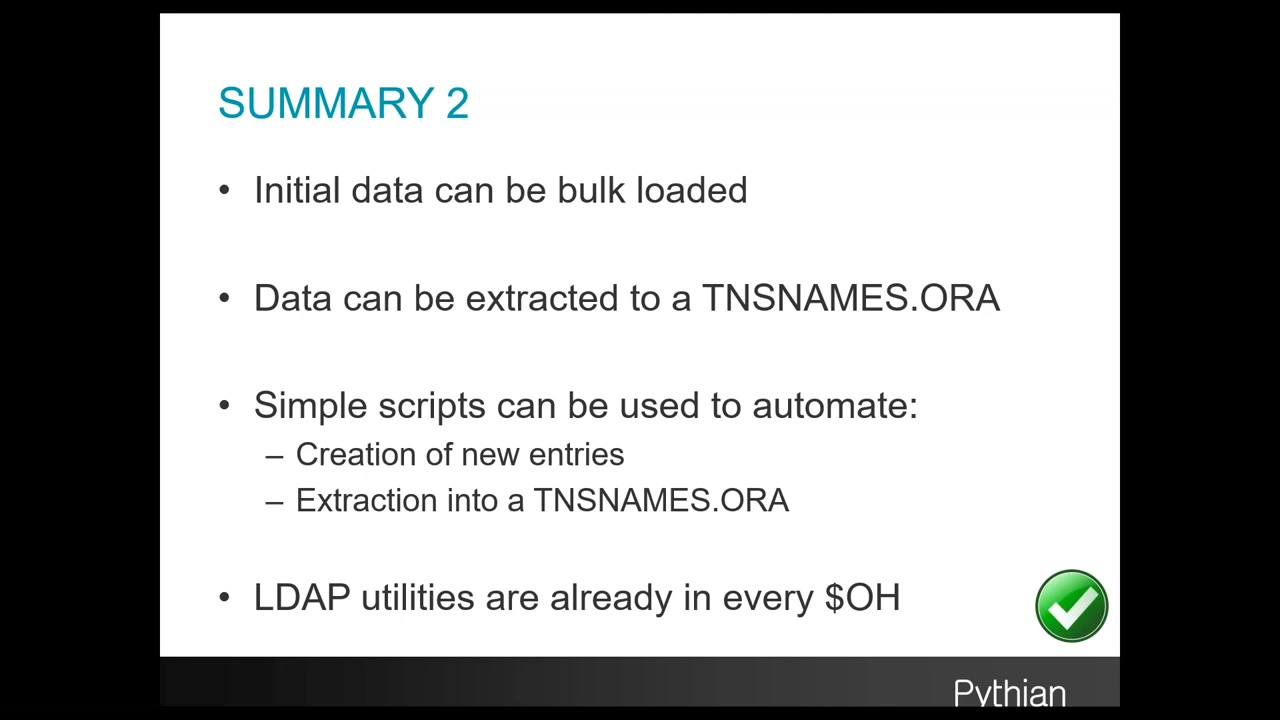 SUMMARY 2
• Initial data can be bulk loaded
• Data can be extracted to a TNSNAMES.ORA
• Simple scripts can be used to automate:
– Creation of new entries
– Extraction into a TNSNAMES.ORA
• LDAP utilities are already in every $OH
Pythian